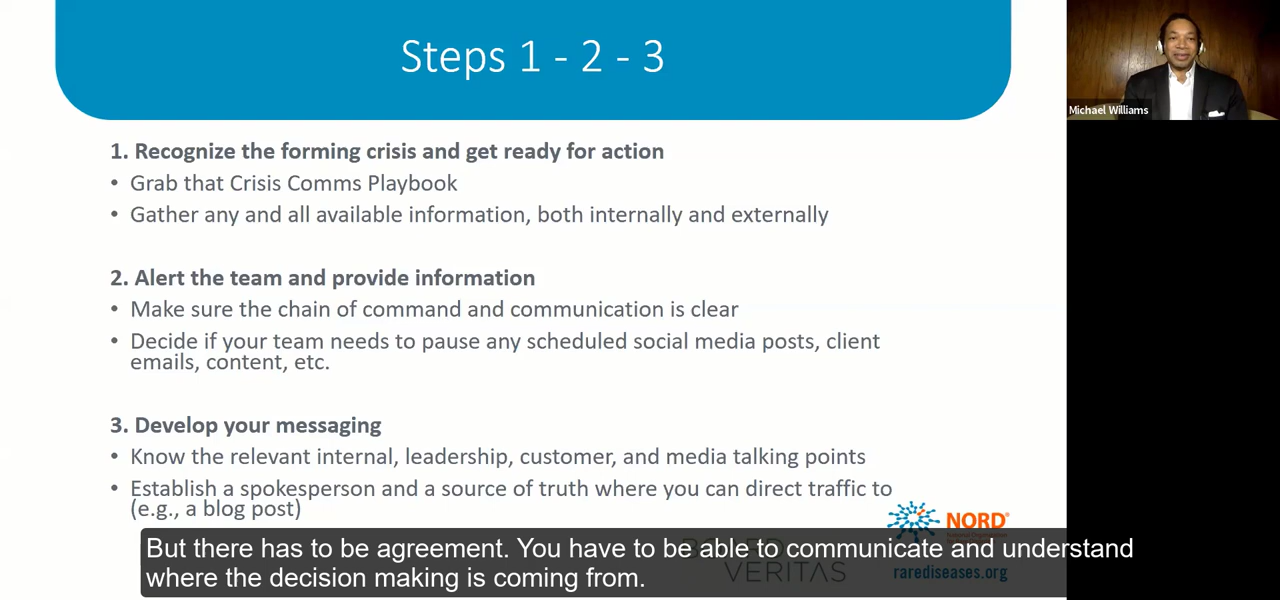 Steps 1 - 2 - 3
Michael Williams
1. Recognize the forming crisis and get ready for action
• Grab that Crisis Comms Playbook
• Gather any and all available information, both internally and externally
2. Alert the team and provide information
• Make sure the chain of command and communication is clear
• Decide if your team needs to pause any scheduled social media posts, client
emails, content, etc.
3. Develop your messaging
• Know the relevant internal, leadership, customer, and media talking points
• Establish a spokesperson and a source of truth where you can direct traffic to
(e.g., a blog post)
NORD®
VERITAS
rarediseases.org
But there has to be agreement. You have to be able to communicate and understand
where the decision making is coming from.